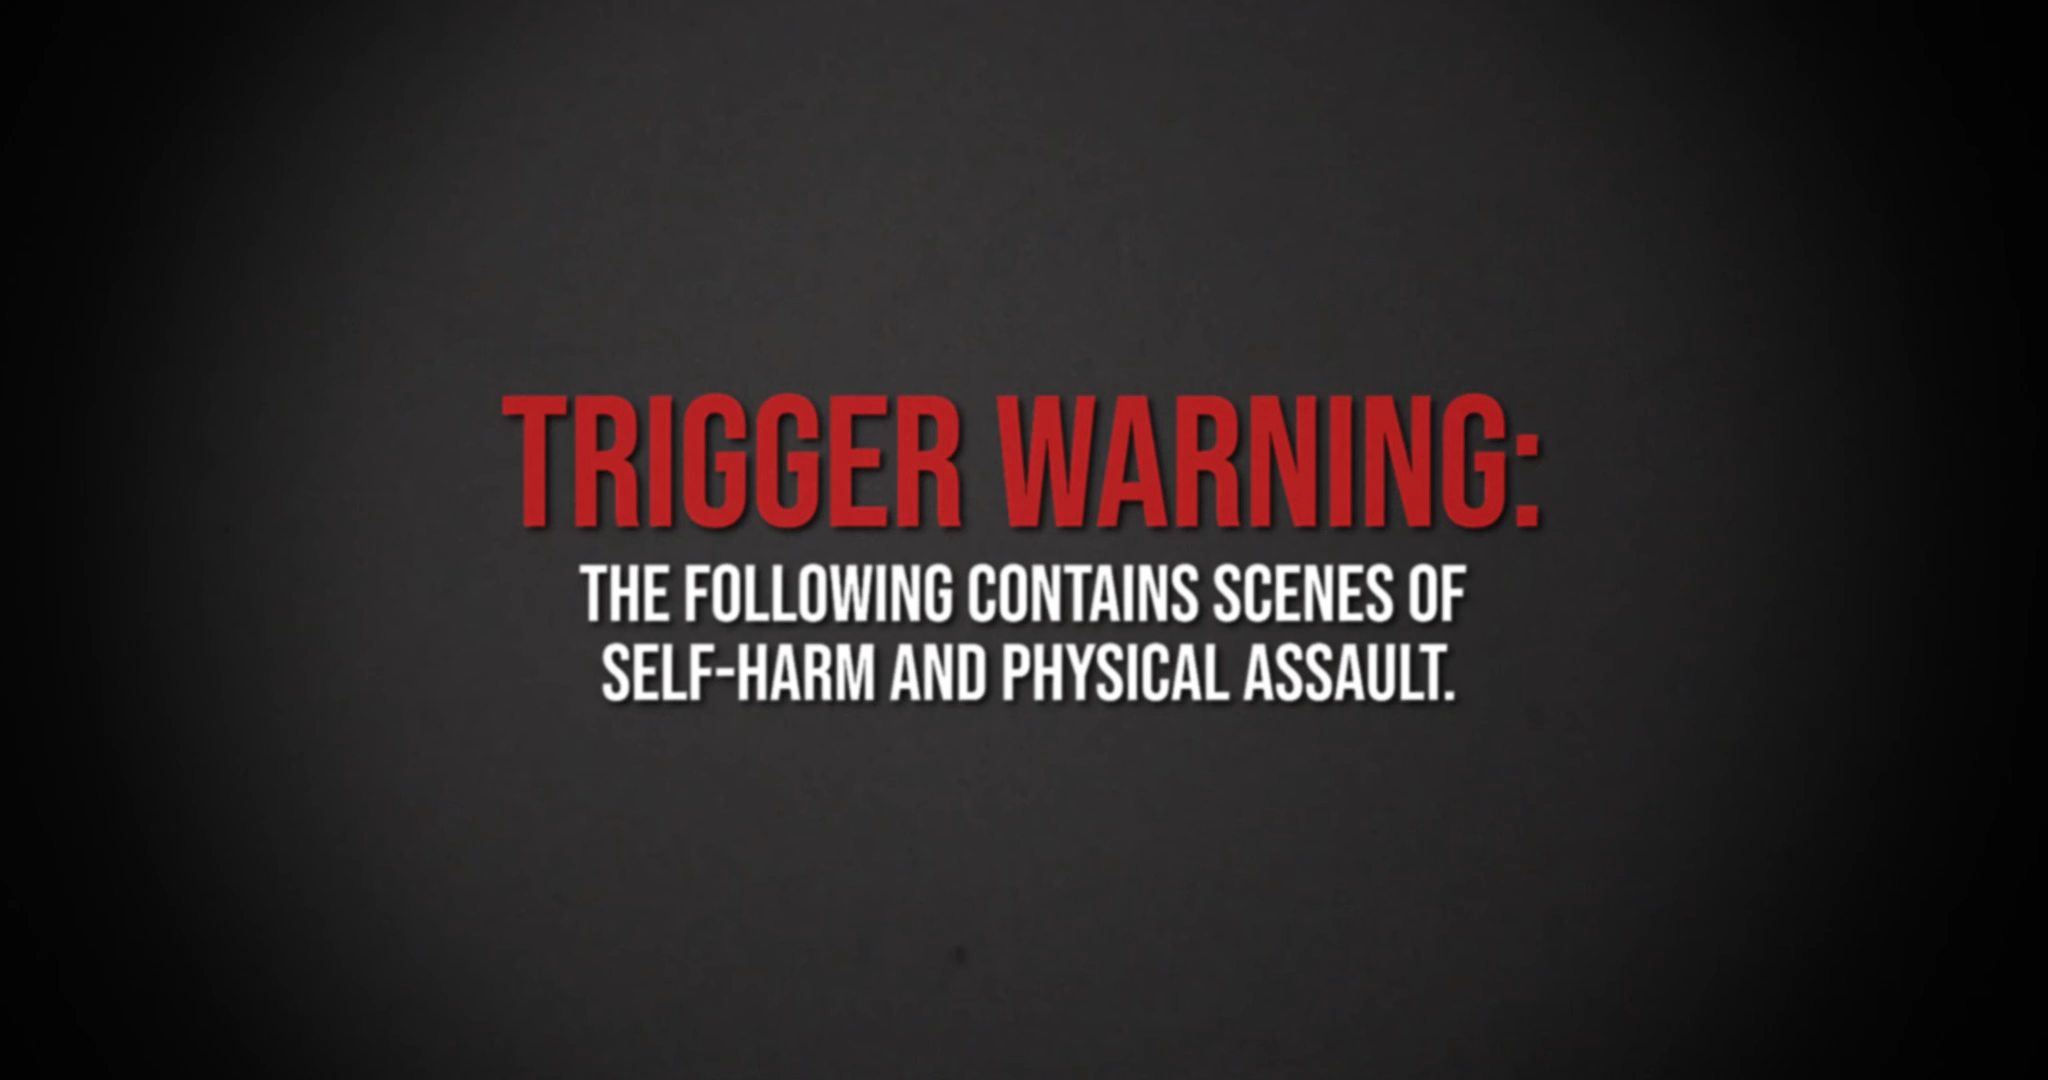 TRIGGER WARNING:
THE FOLLOWING CONTAINS SCENES OF
SELF-HARM AND PHYSICAL ASSAULT.